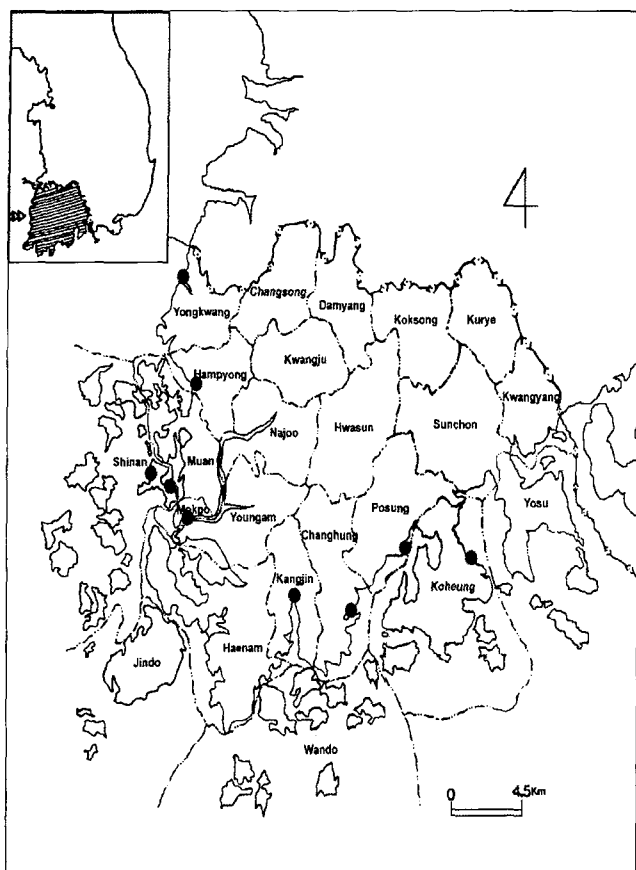 Yongkwang
Changsong
Damyang
Koksong
Kurye
Hampyong
Kwangju
Kwangyang
Najoo
Hwasun
Sunchon
Shinan
Muan
Mokpo
Youngam
Changhung
Posung
Yosu
Kangjin
Koheung
Haenam
Jindo
Wando
0 4.5Km